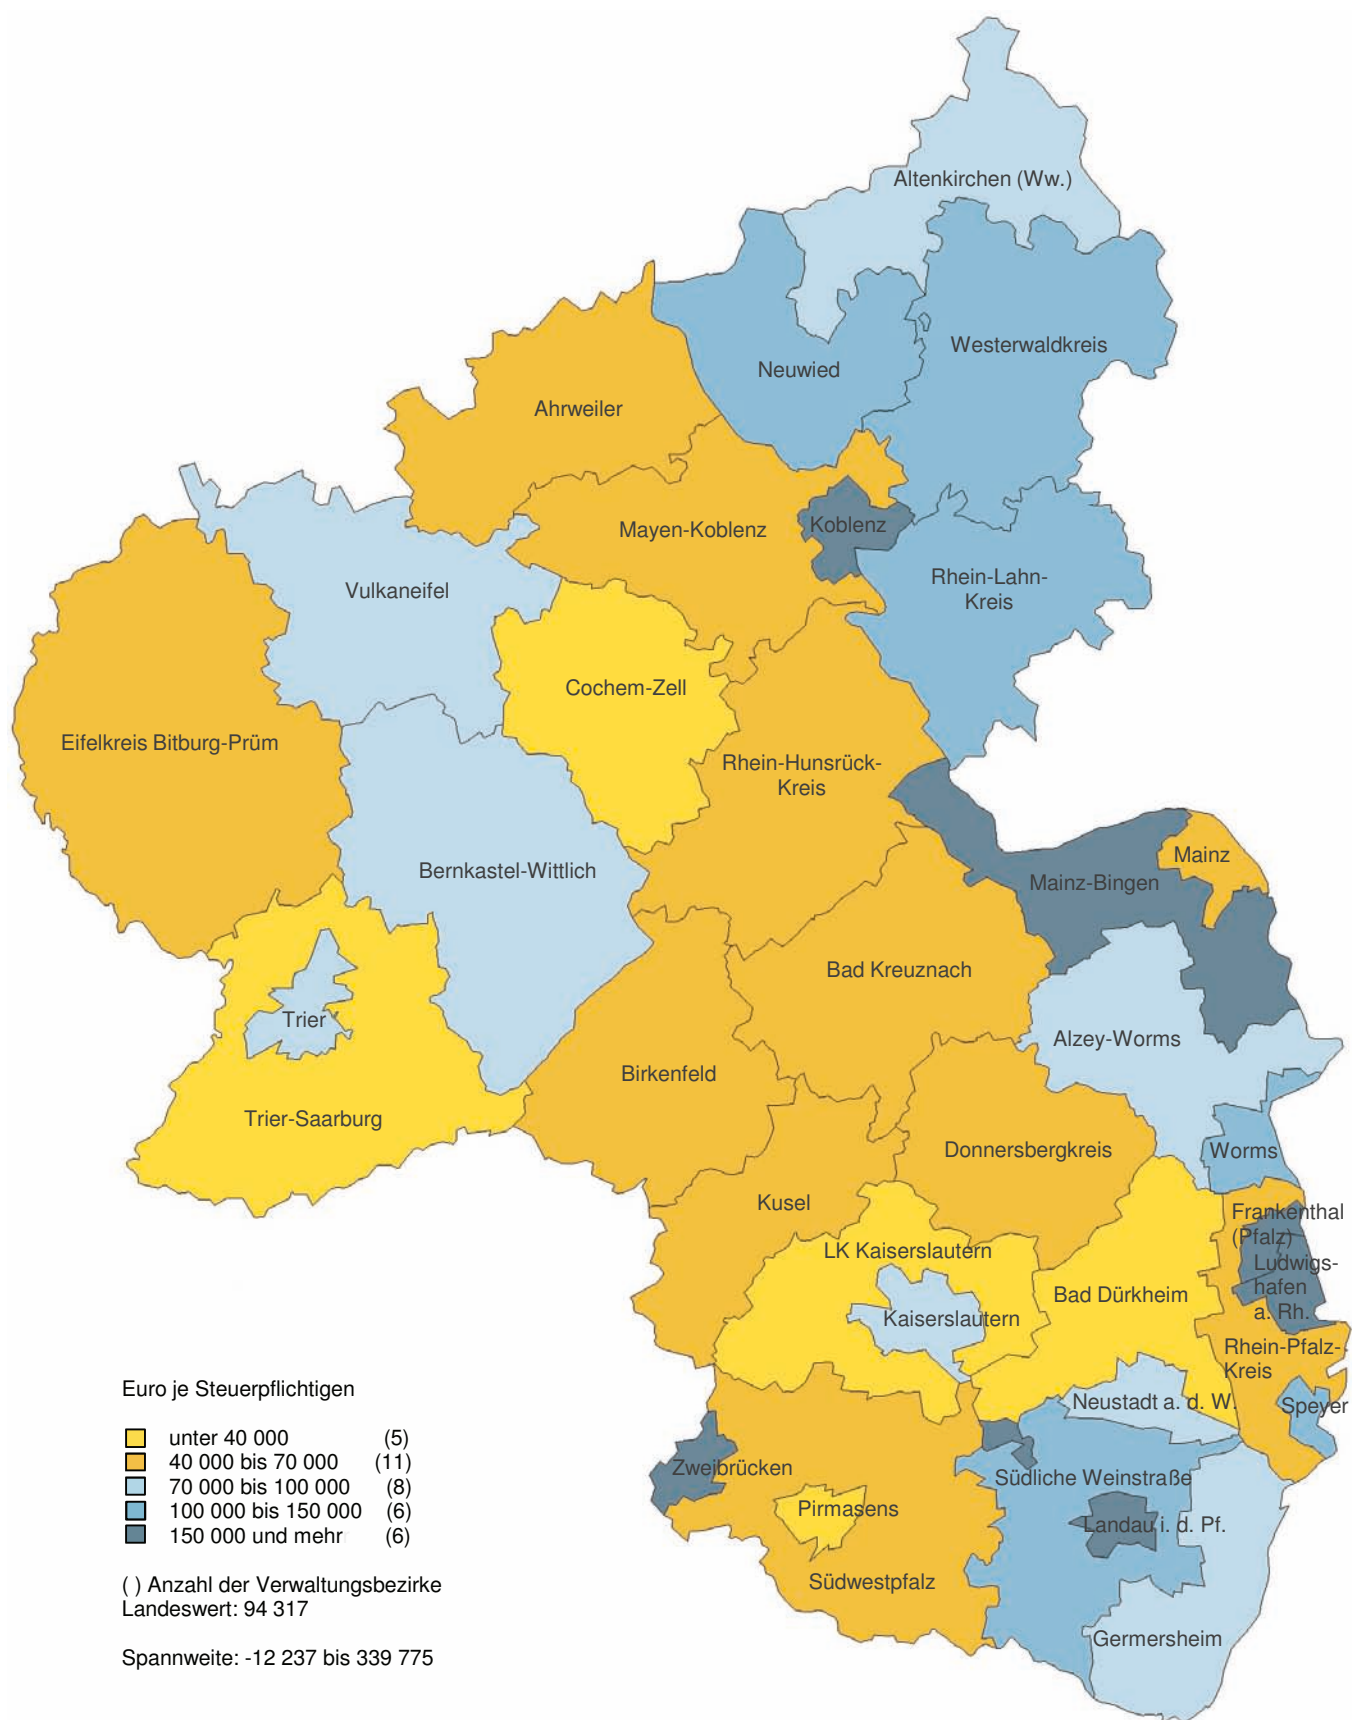 Altenkirchen (Ww.)
Westerwaldkreis
Neuwied
Ahrweiler
Mayen-Koblenz
Koblenz
Rhein-Lahn-
Kreis
Vulkaneifel
Cochem-Zell
Eifelkreis Bitburg-Prüm
Rhein-Hunsrück-
Kreis
Mainz
Mainz-Bingen
Bernkastel-Wittlich
Bad Kreuznach
Trier
Alzey-Worms
Birkenfeld
Trier-Saarburg
Donnersbergkreis
Worms
Kusel
Frankenthal
(Pfalz)
LK Kaiserslautern
Ludwigs-
hafen
a. Rh.
Bad Dürkheim
Kaiserslautern
Rhein-Pfalz-
Kreis
Neustadt a. d. W.
Speyer
Zweibrücken
Südliche Weinstraße
Pirmasens
Landau i. d. Pf.
Südwestpfalz
Germersheim
Euro je Steuerpflichtigen
unter 40 000 (5)
40 000 bis 70 000 (11)
70 000 bis 100 000 (8)
100 000 bis 150 000 (6)
150 000 und mehr (6)
( ) Anzahl der Verwaltungsbezirke
Landeswert: 94 317
Spannweite: -12 237 bis 339 775